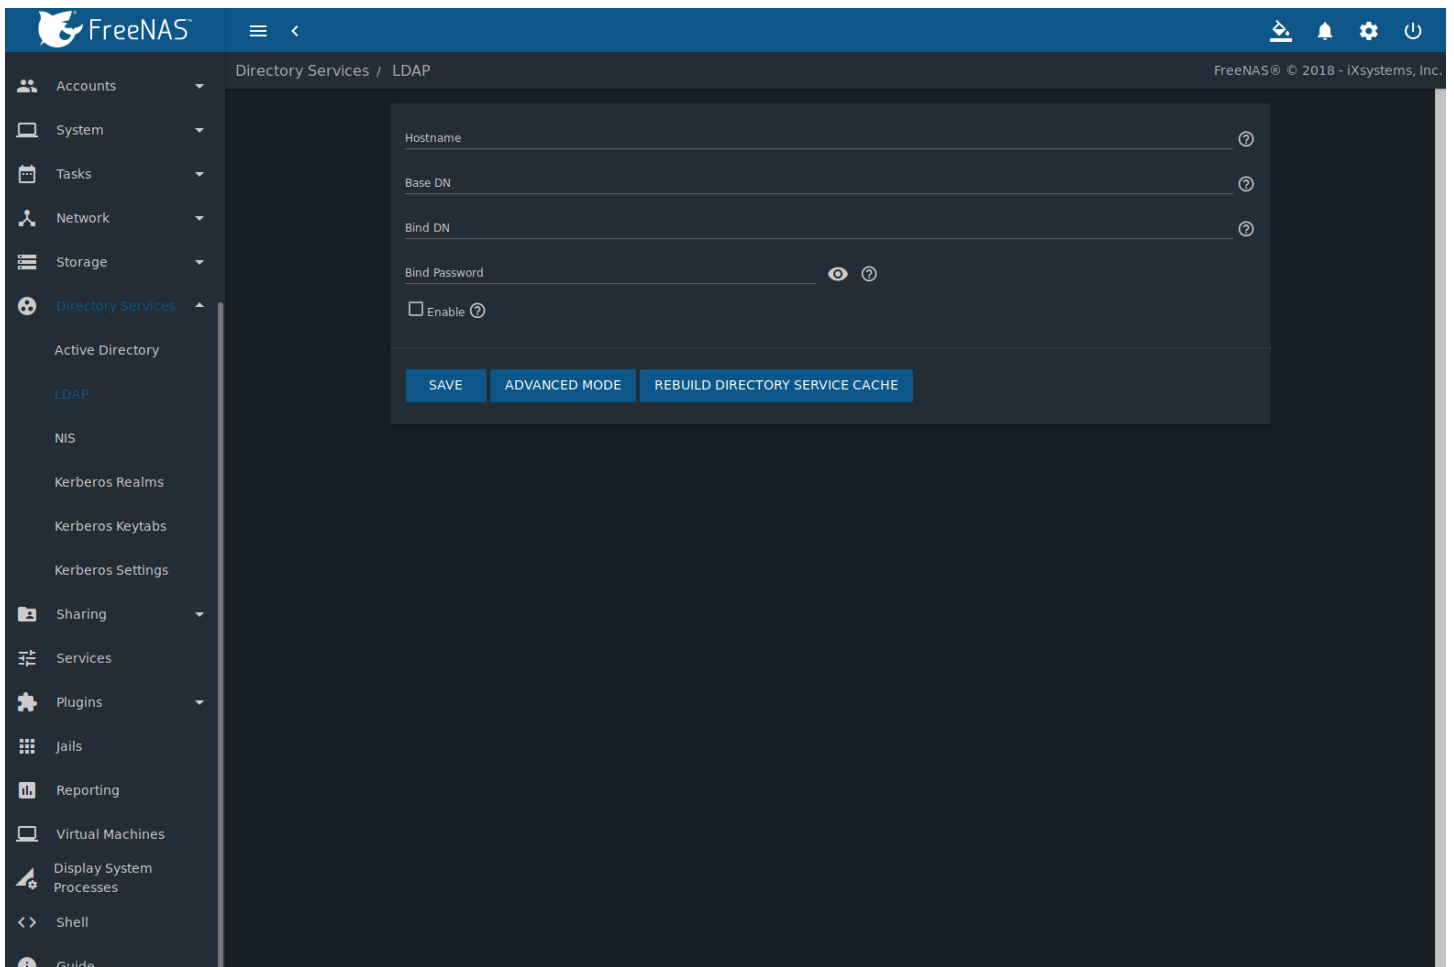 FreeNAS™
Directory Services / LDAP
FreeNAS® © 2018 - iXsystems, Inc.
Accounts
System
Tasks
Network
Storage
Directory Services
Active Directory
LDAP
NIS
Kerberos Realms
Kerberos Keytabs
Kerberos Settings
Sharing
Services
Plugins
Jails
Reporting
Virtual Machines
Display System
Processes
Shell
Guide
Hostname
Base DN
Bind DN
Bind Password
Enable
SAVE ADVANCED MODE REBUILD DIRECTORY SERVICE CACHE